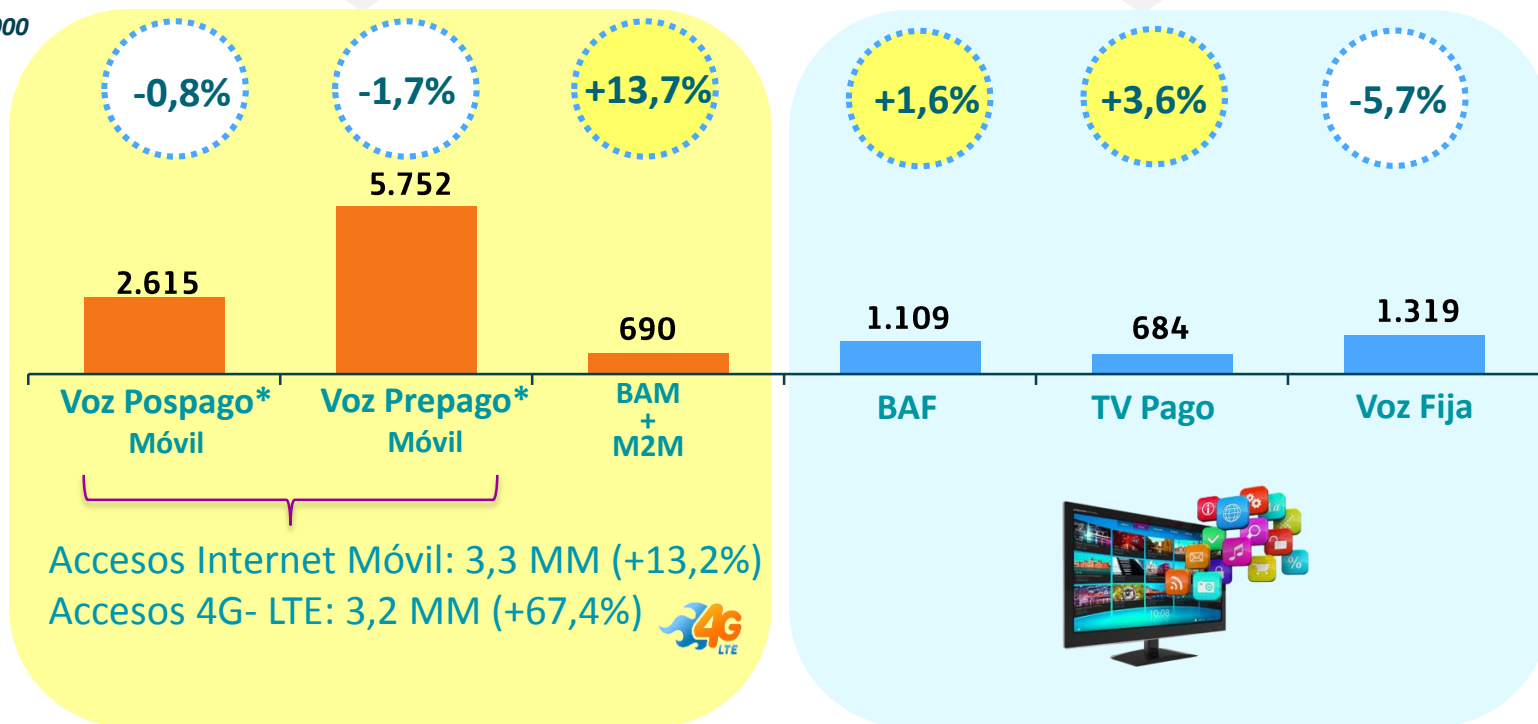 000
-0,8%
-1,7%
+13,7%
+1,6%
+3,6%
-5,7%
2.615
5.752
690
1.109
684
1.319
Voz Pospago*
Móvil
Voz Prepago*
Móvil
BAM
+
M2M
BAF
TV Pago
Voz Fija
Accesos Internet Móvil: 3,3 MM (+13,2%)
Accesos 4G- LTE: 3,2 MM (+67,4%)
4G
LTE
10:08
%